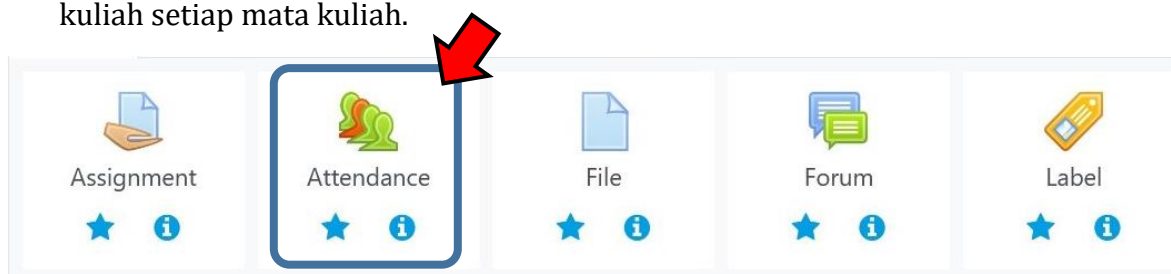 kuliah setiap mata kuliah.
Assignment Attendance File Forum Label